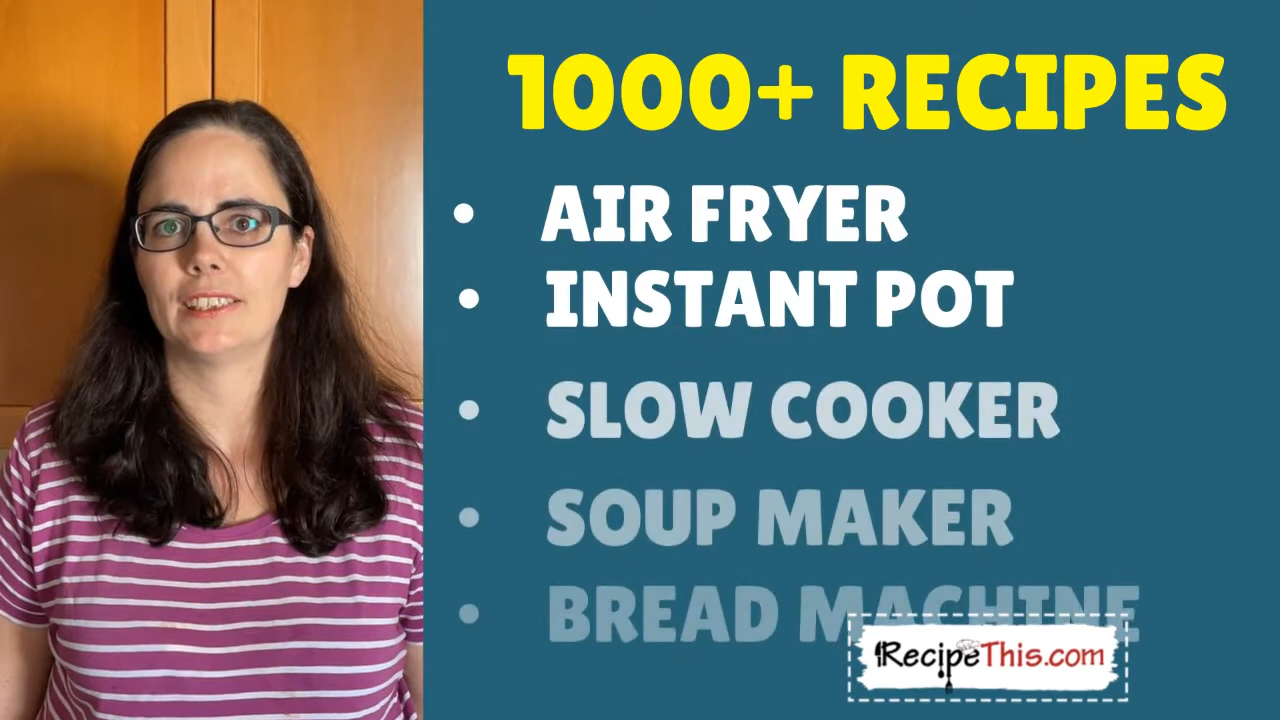 1000+ RECIPES
• AIR FRYER
• INSTANT POT
• SLOW COOKER
• SOUP MAKER
• BREAD MACHINE
RecipeThis.com